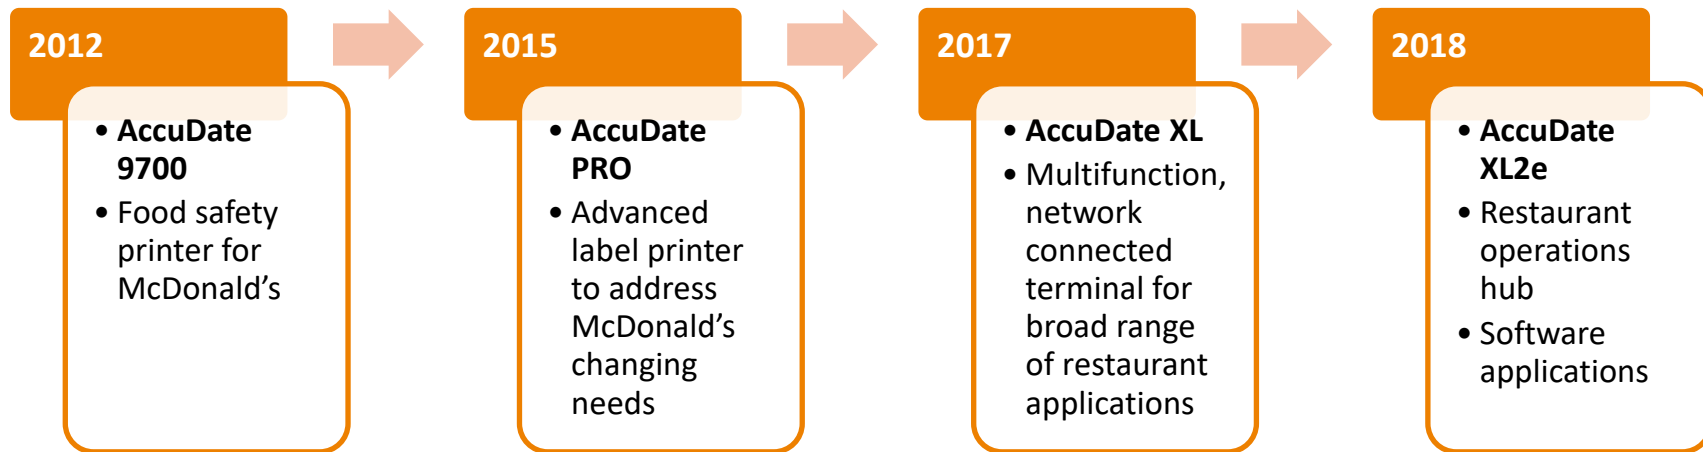 2012
• AccuDate
9700
• Food safety
printer for
McDonald’s
2015
• AccuDate
PRO
• Advanced
label printer
to address
McDonald’s
changing
needs
2017
• AccuDate XL
• Multifunction,
network
connected
terminal for
broad range
of restaurant
applications
2018
• AccuDate
XL2e
• Restaurant
operations
hub
• Software
applications